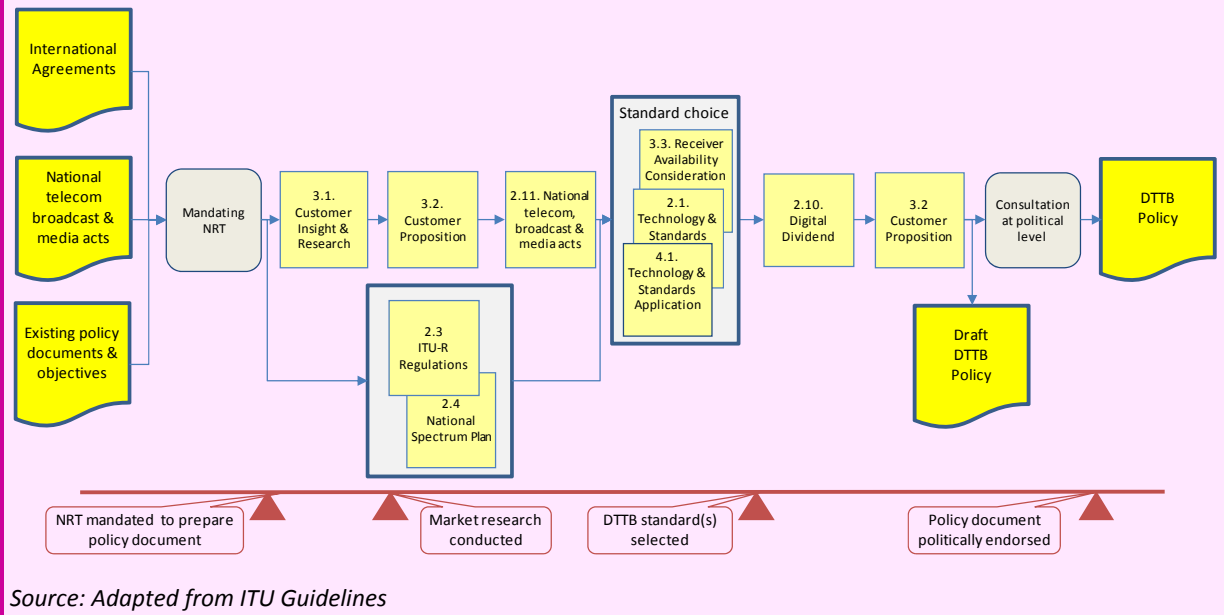 International
Agreements
National
telecom
broadcast &
media acts
Existing policy
documents &
objectives
Mandating
NRT
3.1.
Customer
Insight &
Research
3.2.
Customer
Proposition
2.11. National
telecom,
broadcast &
media acts
2.3
ITU-R
Regulations
2.4
National
Spectrum Plan
Standard choice
3.3. Receiver
Availability
Consideration
2.1.
Technology &
Standards
4.1.
Technology &
Standards
Application
2.10.
Digital
Dividend
3.2
Customer
Proposition
Consultation
at political
level
DTTB
Policy
Draft
DTTB
Policy
NRT mandated to prepare
policy document
Market research
conducted
DTTB standard(s)
selected
Policy document
politically endorsed
Source: Adapted from ITU Guidelines